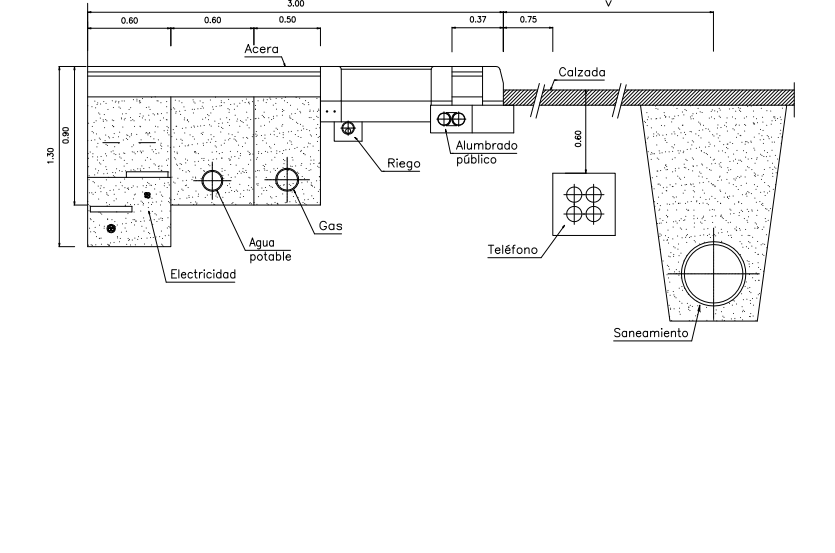 3.00
V
0.60
0.60
0.50
0.37
0.75
Acera
Calzada
0.90
1.30
0.60
Riego
Alumbrado
público
Gas
Agua
potable
Teléfono
Electricidad
Saneamiento